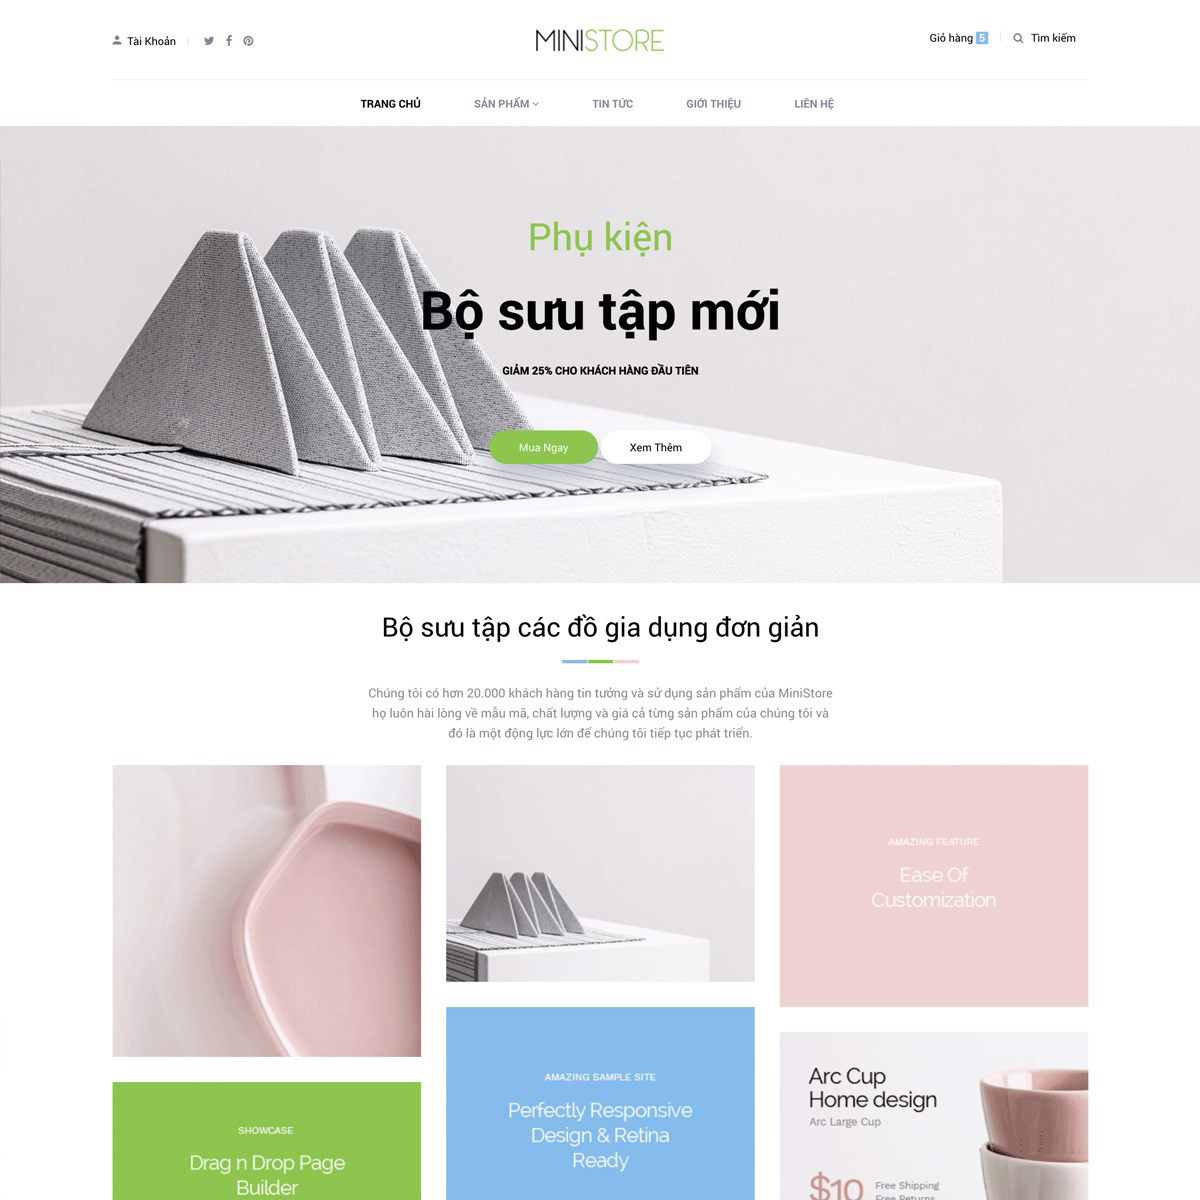 Tài Khoản
MINISTORE
Giỏ hàng 5
Tìm kiếm
TRANG CHỦ
SẢN PHẨM
TIN TỨC
GIỚI THIỆU
LIÊN HỆ
Phụ kiện
Bộ sưu tập mới
GIẢM 25% CHO KHÁCH HÀNG ĐẦU TIÊN
Mua Ngay
Xem Thêm
Bộ sưu tập các đồ gia dụng đơn giản
Chúng tôi có hơn 20.000 khách hàng tin tưởng và sử dụng sản phẩm của MiniStore
họ luôn hài lòng về mẫu mã, chất lượng và giá cả từng sản phẩm của chúng tôi và
đó là một động lực lớn để chúng tôi tiếp tục phát triển.
AMAZING FEATURE
Ease Of
Customization
SHOWCASE
Drag n Drop Page
Builder
AMAZING SAMPLE SITE
Perfectly Responsive
Design & Retina
Ready
Arc Cup
Home design
Arc Large Cup
$10
Free Shipping
Free Returns